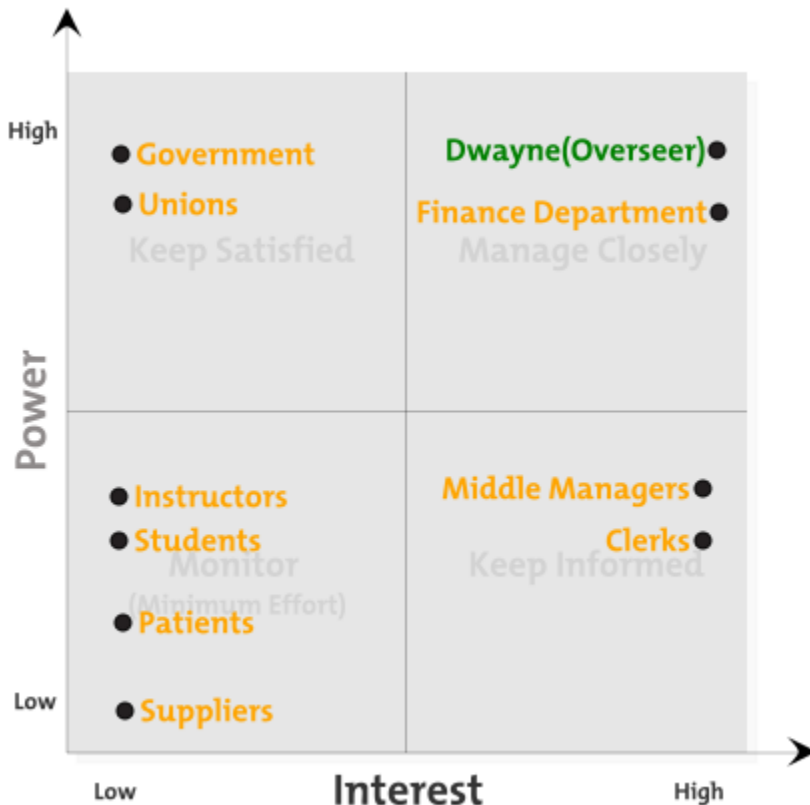 High
Government
Dwayne(Overseer)
Unions
Finance Department
Keep Satisfied
Manage Closely
Power
Instructors
Middle Managers
Students
Clerks
Monitor
Keep Informed
(Minimum Effort)
Patients
Low
Suppliers
Low
Interest
High